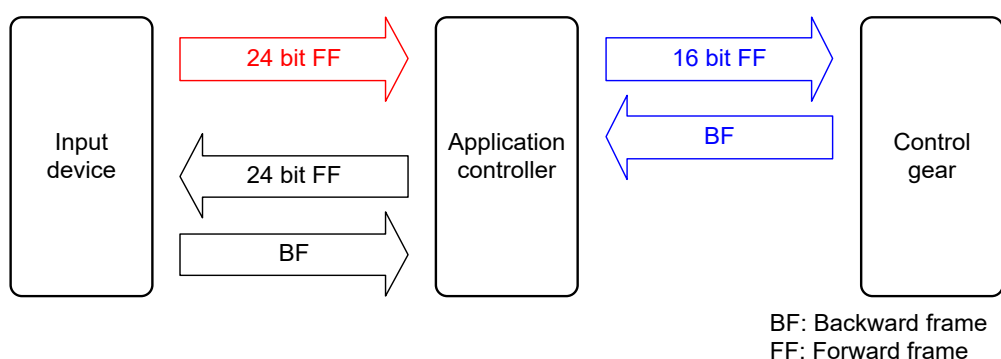 24 bit FF
16 bit FF
Input
device
Application
controller
BF
Control
gear
24 bit FF
BF
BF: Backward frame
FF: Forward frame